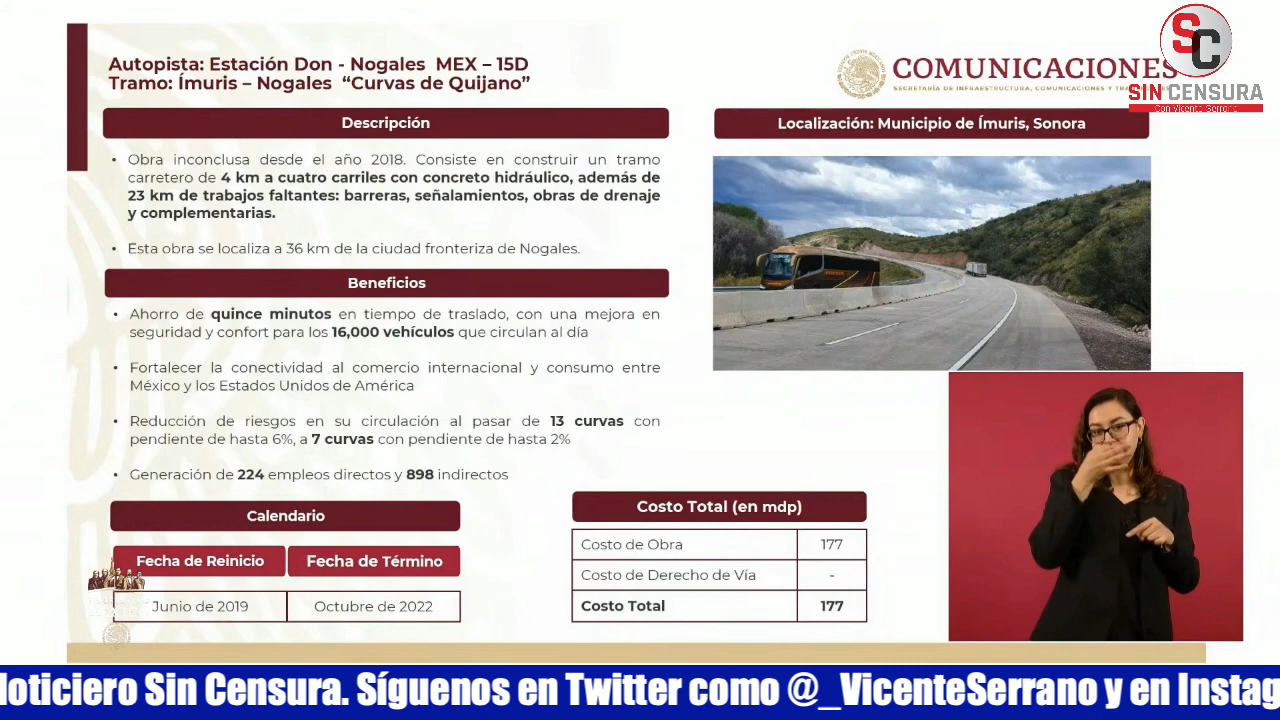 Autopista: Estación Don - Nogales MEX – 15D
Tramo: Ímuris – Nogales “Curvas de Quijano”
COMUNICACIONES
SECRETARÍA DE INFRAESTRUCTURA, COMUNICACIONES Y
SC
SIN CENSURA
Con Vicente Serrano
Descripción
• Obra inconclusa desde el año 2018. Consiste en construir un tramo
carretero de 4 km a cuatro carriles con concreto hidráulico, además de
23 km de trabajos faltantes: barreras, señalamientos, obras de drenaje
y complementarias.
• Esta obra se localiza a 36 km de la ciudad fronteriza de Nogales.
Beneficios
• Ahorro de quince minutos en tiempo de traslado, con una mejora en
seguridad y confort para los 16,000 vehículos que circulan al día
• Fortalecer la conectividad al comercio internacional y consumo entre
México y los Estados Unidos de América
• Reducción de riesgos en su circulación al pasar de 13 curvas con
pendiente de hasta 6%, a 7 curvas con pendiente de hasta 2%
• Generación de 224 empleos directos y 898 indirectos
Localización: Municipio de Ímuris, Sonora
Calendario
Fecha de Reinicio Fecha de Término
Junio de 2019 Octubre de 2022
Costo Total (en mdp)
Costo de Obra 177
Costo de Derecho de Vía -
Costo Total 177
Noticiero Sin Censura. Síguenos en Twitter como @_VicenteSerrano y en Instag